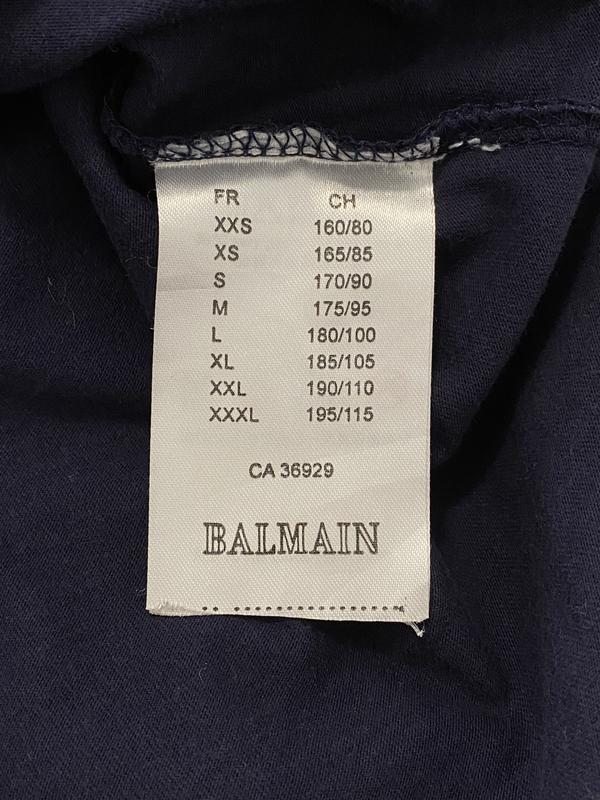 FR CH
XXS 160/80
XS 165/85
S 170/90
M 175/95
L 180/100
XL 185/105
XXL 190/110
XXXL 195/115
CA 36929
BALMAIN